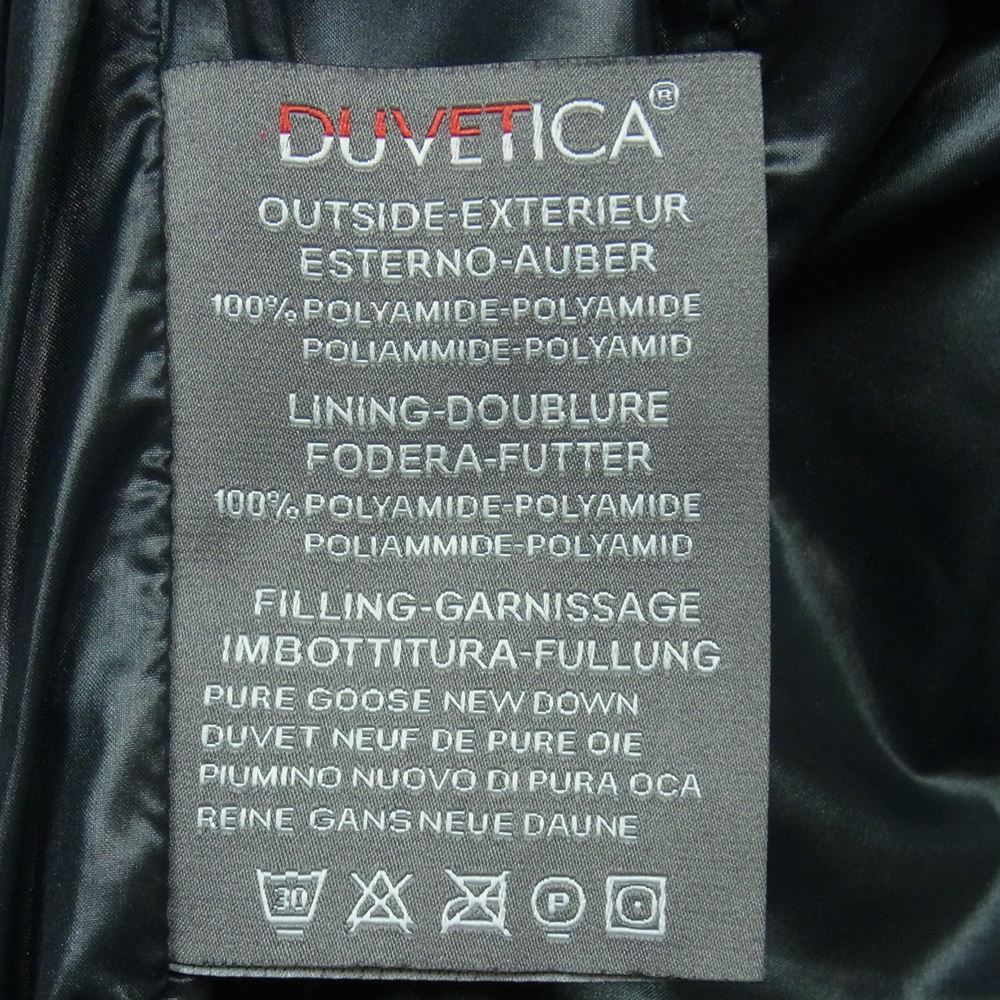 DUVETICA®
OUTSIDE-EXTERIEUR
ESTERNO-AUBER
100% POLYAMIDE-POLYAMIDE
POLIAMMIDE-POLYAMID
LINING-DOUBLURE
FODERA-FUTTER
100% POLYAMIDE-POLYAMIDE
POLIAMMIDE-POLYAMID
FILLING-GARNISSAGE
IMBOTTITURA-FULLUNG
PURE GOOSE NEW DOWN
DUVET NEUF DE PURE OIE
PIUMINO NUOVO DI PURA OCA
REINE GANS NEUE DAUNE
30 P